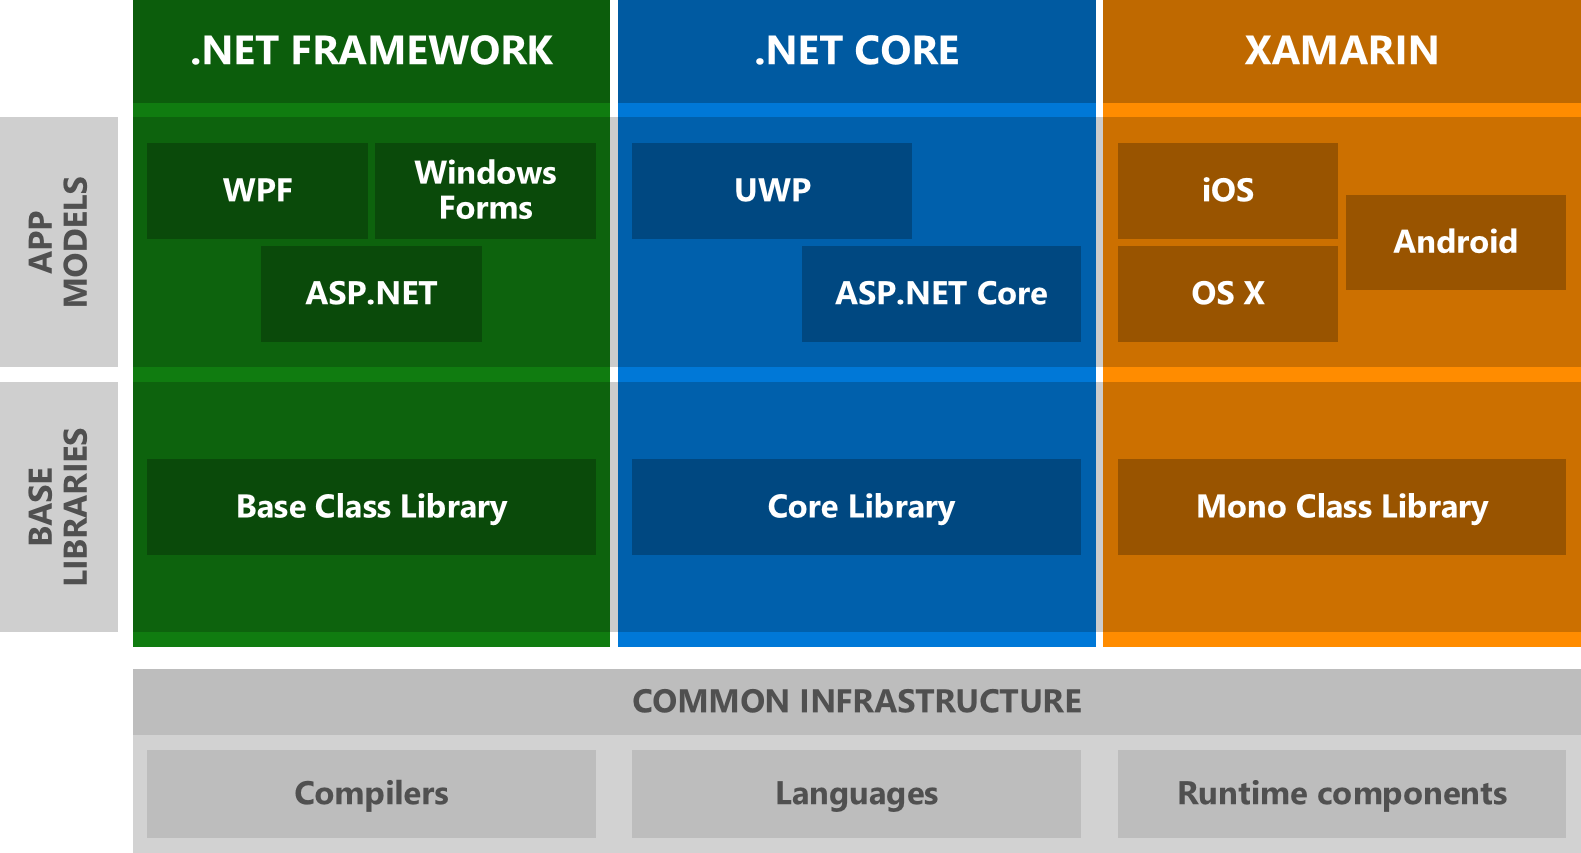 .NET FRAMEWORK
.NET CORE
XAMARIN
APP
MODELS
WPF
Windows
Forms
ASP.NET
UWP
ASP.NET Core
iOS
Android
OS X
BASE
LIBRARIES
Base Class Library
Core Library
Mono Class Library
COMMON INFRASTRUCTURE
Compilers
Languages
Runtime components